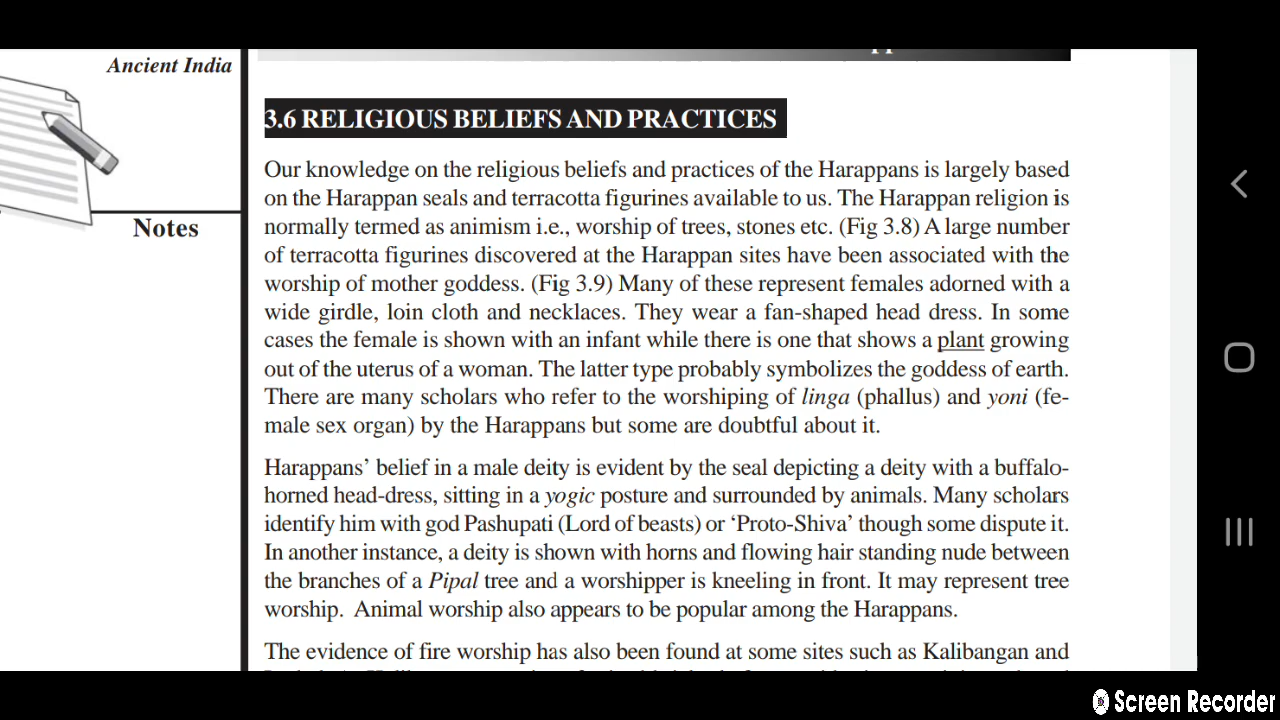 Ancient India
3.6 RELIGIOUS BELIEFS AND PRACTICES
Our knowledge on the religious beliefs and practices of the Harappans is largely based
on the Harappan seals and terracotta figurines available to us. The Harappan religion is
normally termed as animism i.e., worship of trees, stones etc. (Fig 3.8) A large number
of terracotta figurines discovered at the Harappan sites have been associated with the
worship of mother goddess. (Fig 3.9) Many of these represent females adorned with a
wide girdle, loin cloth and necklaces. They wear a fan-shaped head dress. In some
cases the female is shown with an infant while there is one that shows a plant growing
out of the uterus of a woman. The latter type probably symbolizes the goddess of earth.
There are many scholars who refer to the worshiping of linga (phallus) and yoni (fe-
male sex organ) by the Harappans but some are doubtful about it.
Harappans’ belief in a male deity is evident by the seal depicting a deity with a buffalo-
horned head-dress, sitting in a yogic posture and surrounded by animals. Many scholars
identify him with god Pashupati (Lord of beasts) or ‘Proto-Shiva’ though some dispute it.
In another instance, a deity is shown with horns and flowing hair standing nude between
the branches of a Pipal tree and a worshipper is kneeling in front. It may represent tree
worship. Animal worship also appears to be popular among the Harappans.
The evidence of fire worship has also been found at some sites such as Kalibangan and
Notes
Screen Recorder